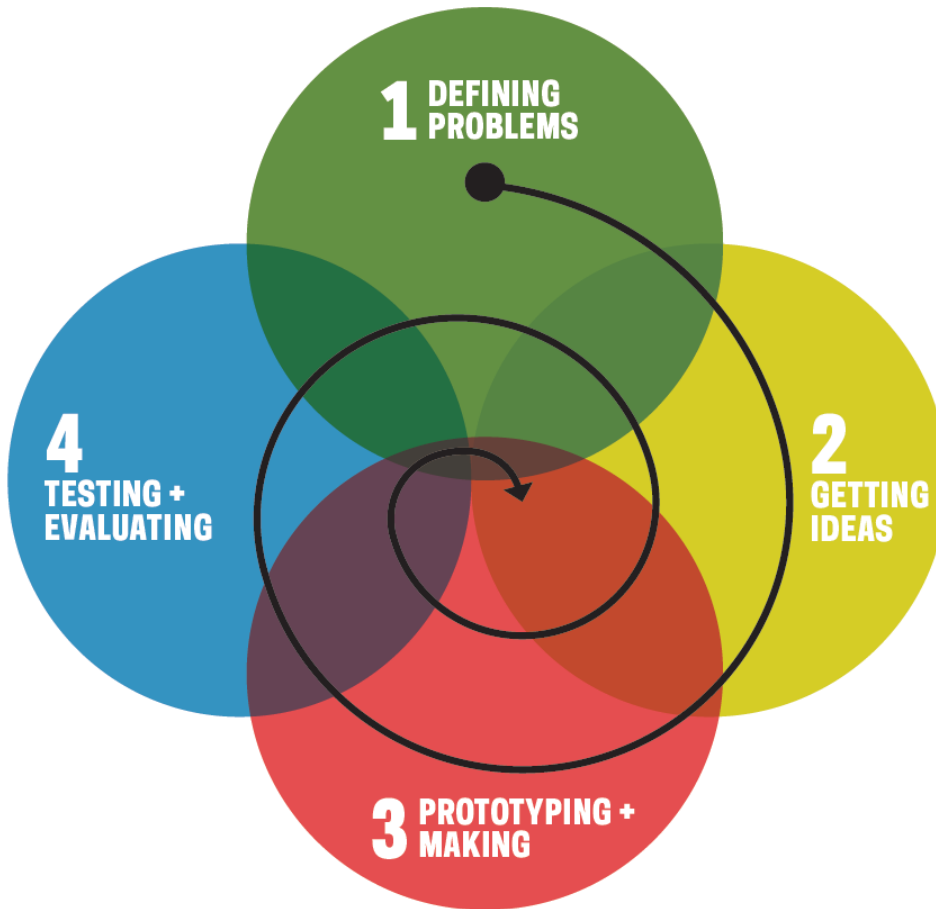 1 DEFINING
PROBLEMS
2
GETTING
IDEAS
3 PROTOTYPING +
MAKING
4
TESTING +
EVALUATING